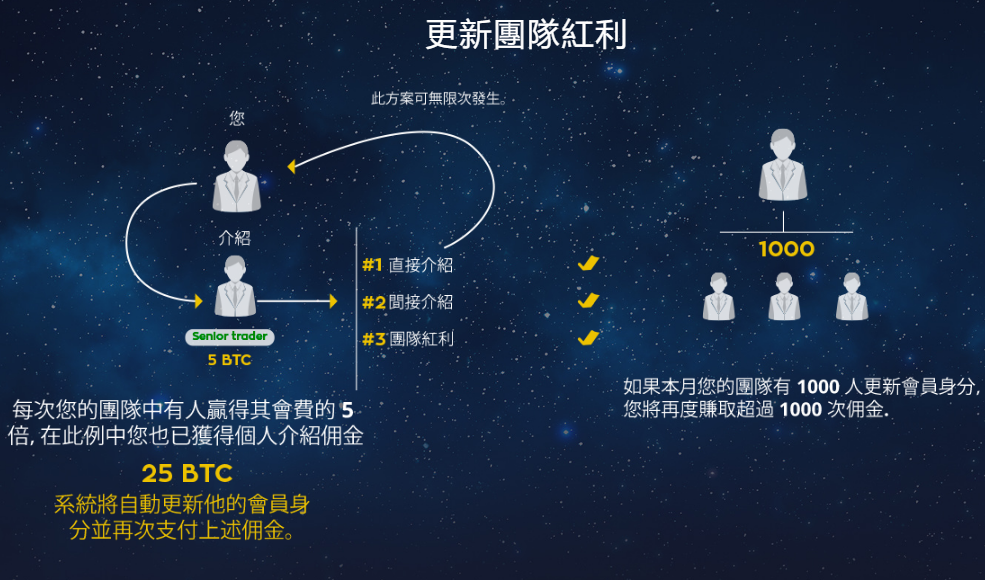 更新團隊紅利
此方案可無限次發生。
您
介紹
Senior trader
5 BTC
#1 直接介紹
#2 間接介紹
#3 團隊紅利
每次您的團隊中有人贏得其會費的 5
倍, 在此例中您也已獲得個人介紹佣金
25 BTC
系統將自動更新他的會員身
分並再次支付上述佣金。
1000
如果本月您的團隊有 1000 人更新會員身分,
您將再度賺取超過 1000 次佣金.